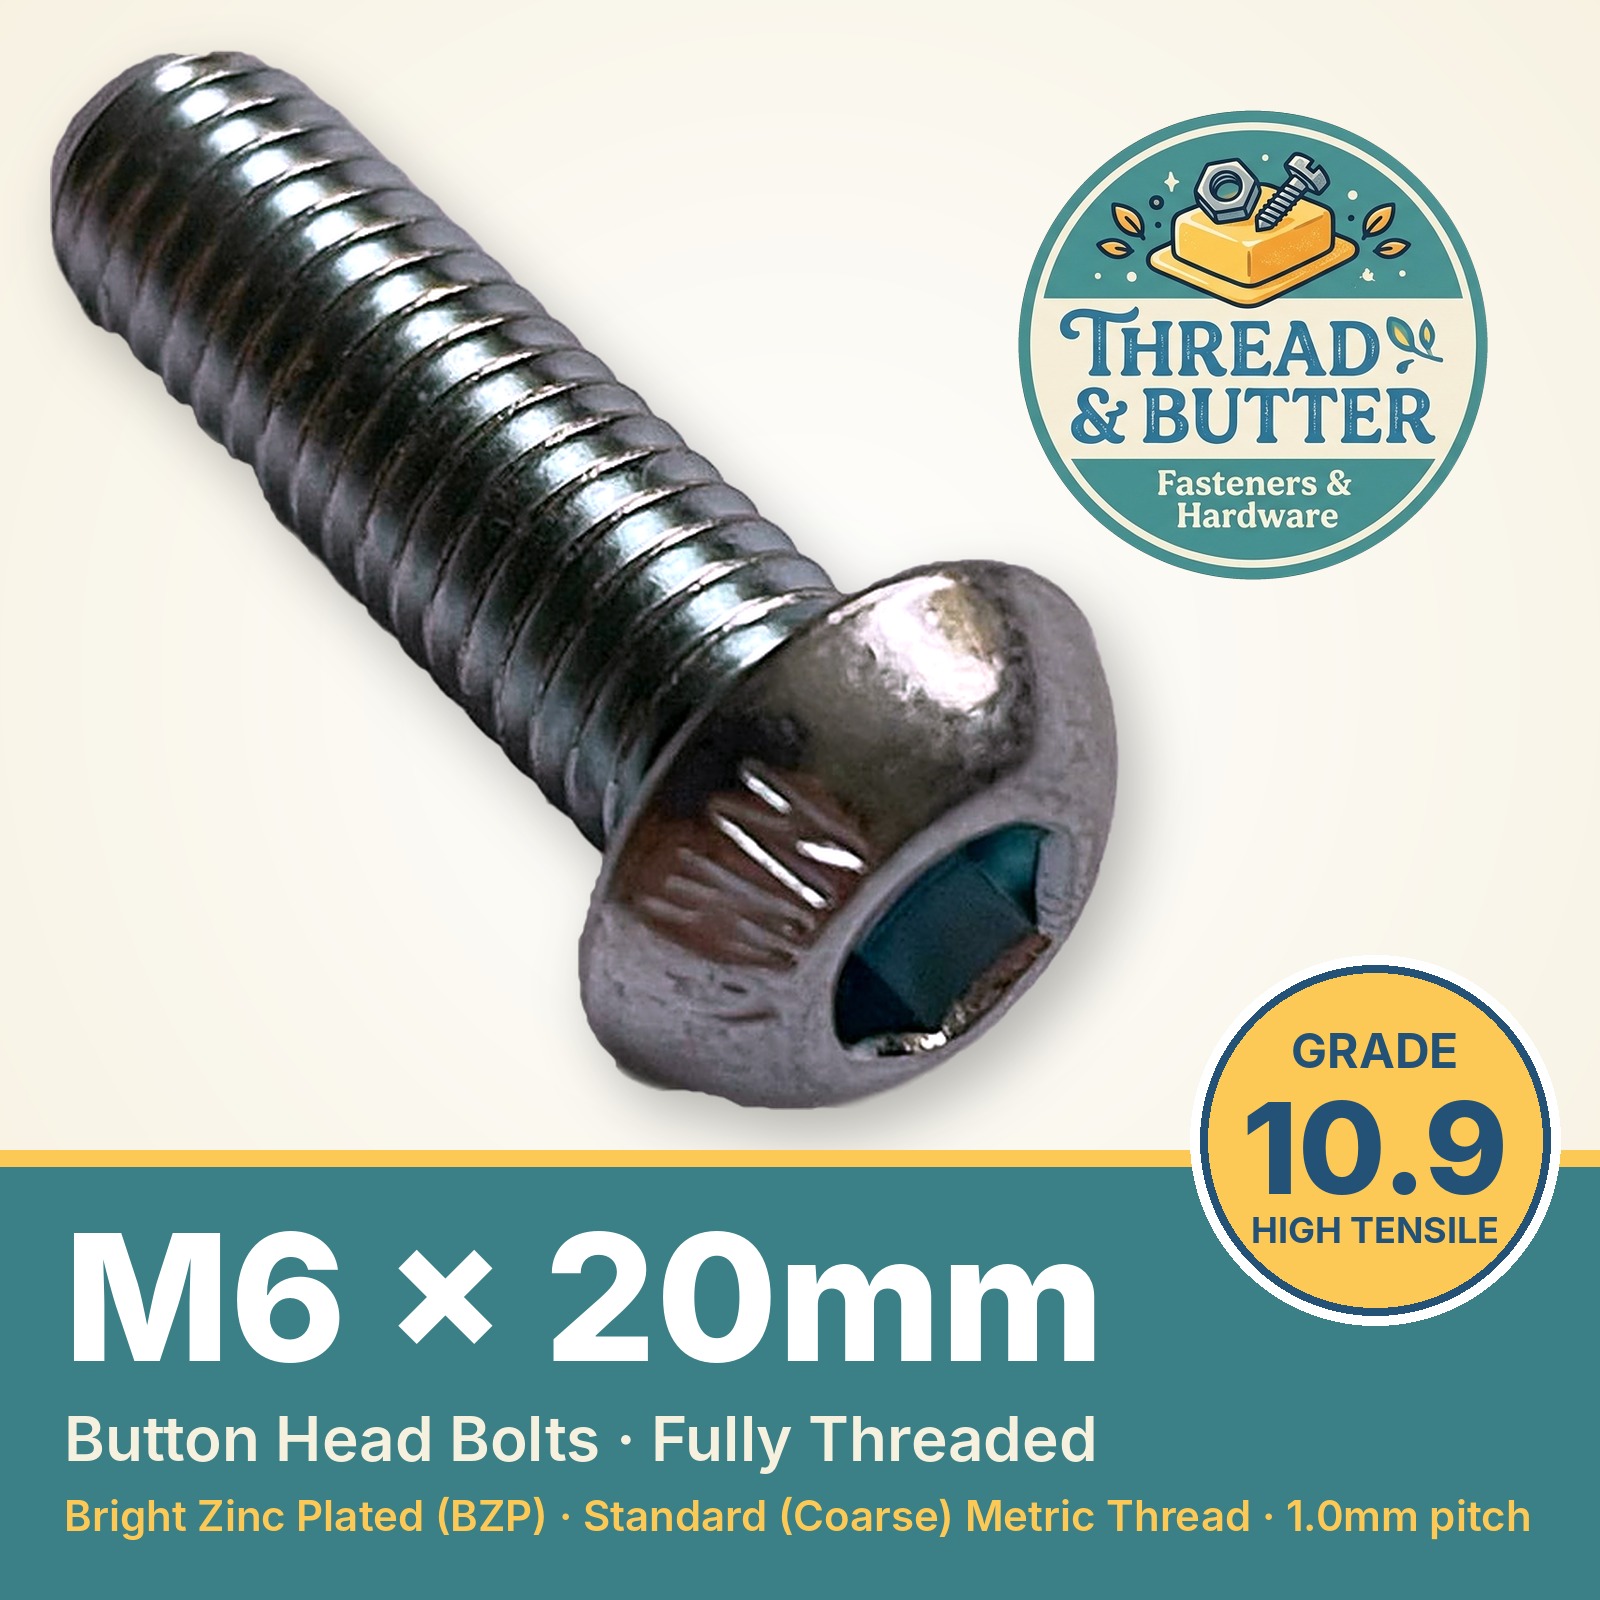 THREAD
& BUTTER
Fasteners &
Hardware
GRADE
10.9
HIGH TENSILE
M6 × 20mm
Button Head Bolts · Fully Threaded
Bright Zinc Plated (BZP) · Standard (Coarse) Metric Thread · 1.0mm pitch